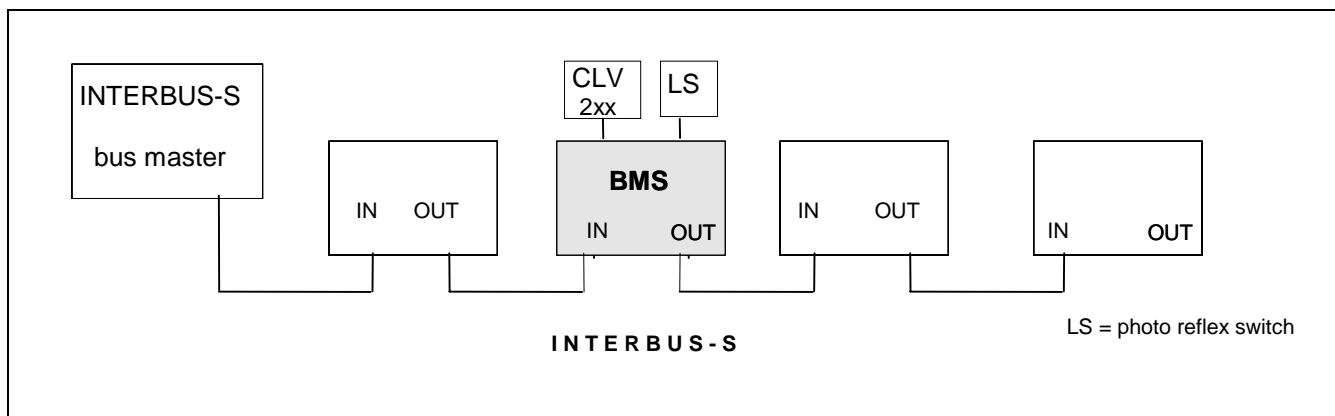 INTERBUS-S
bus master
CLV
2xx
LS
IN OUT
BMS
IN OUT
IN OUT
IN OUT
LS = photo reflex switch
INTERBUS-S